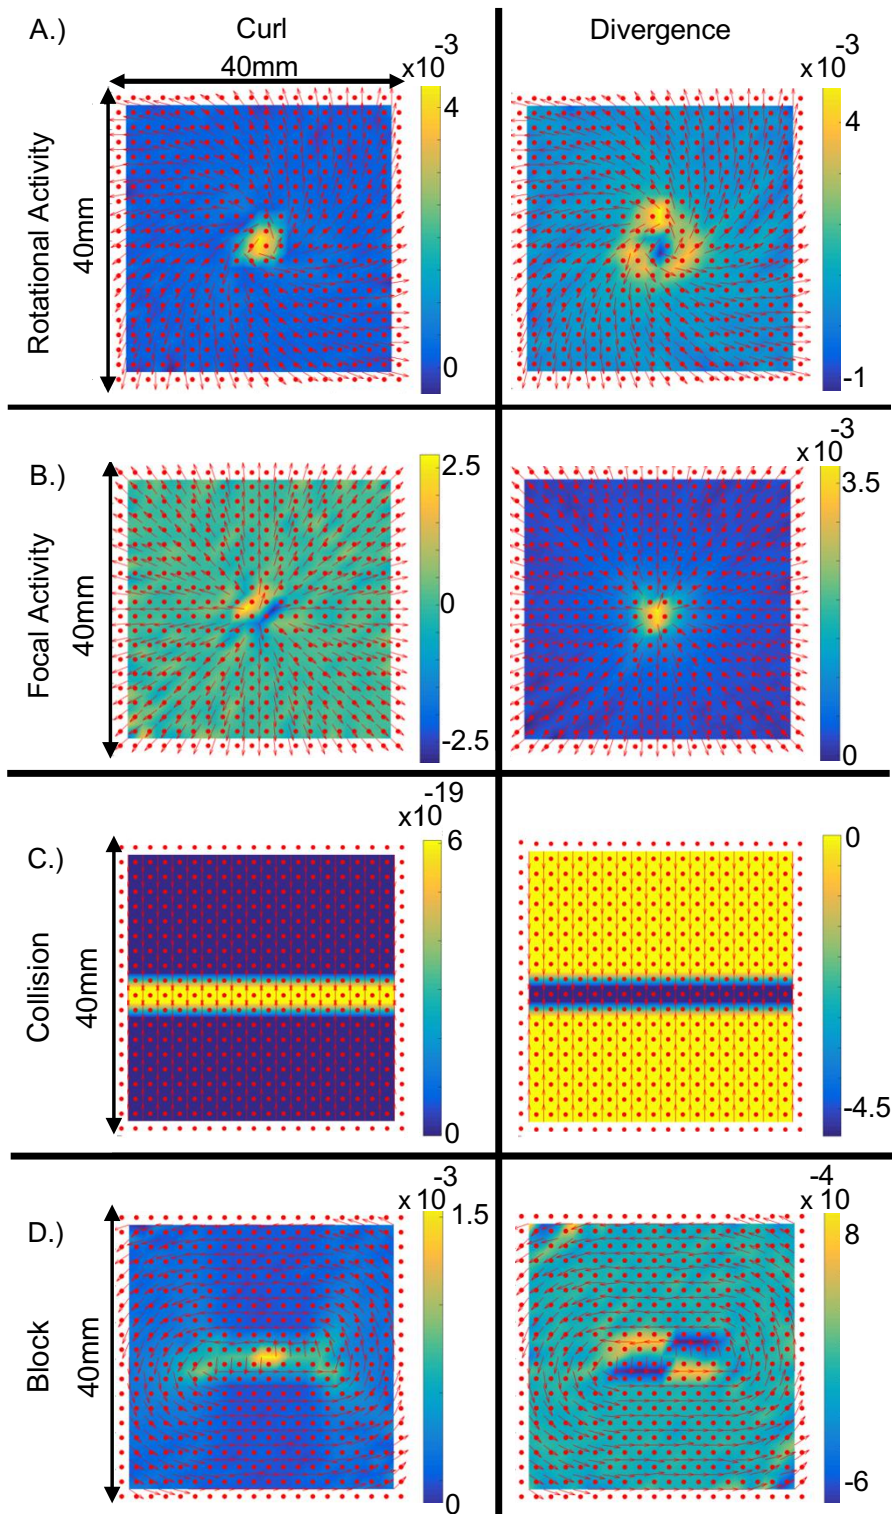 A.)
Curl
Divergence
40mm
x10
-3
4
0
x10
-3
4
-1
Rotational Activity
40mm
B.)
2.5
0
-2.5
x10
-3
3.5
0
Focal Activity
40mm
C.)
x10
-19
6
0
0
-4.5
Collision
40mm
D.)
x 10
-3
1.5
0
x 10
-4
8
-6
Block
40mm